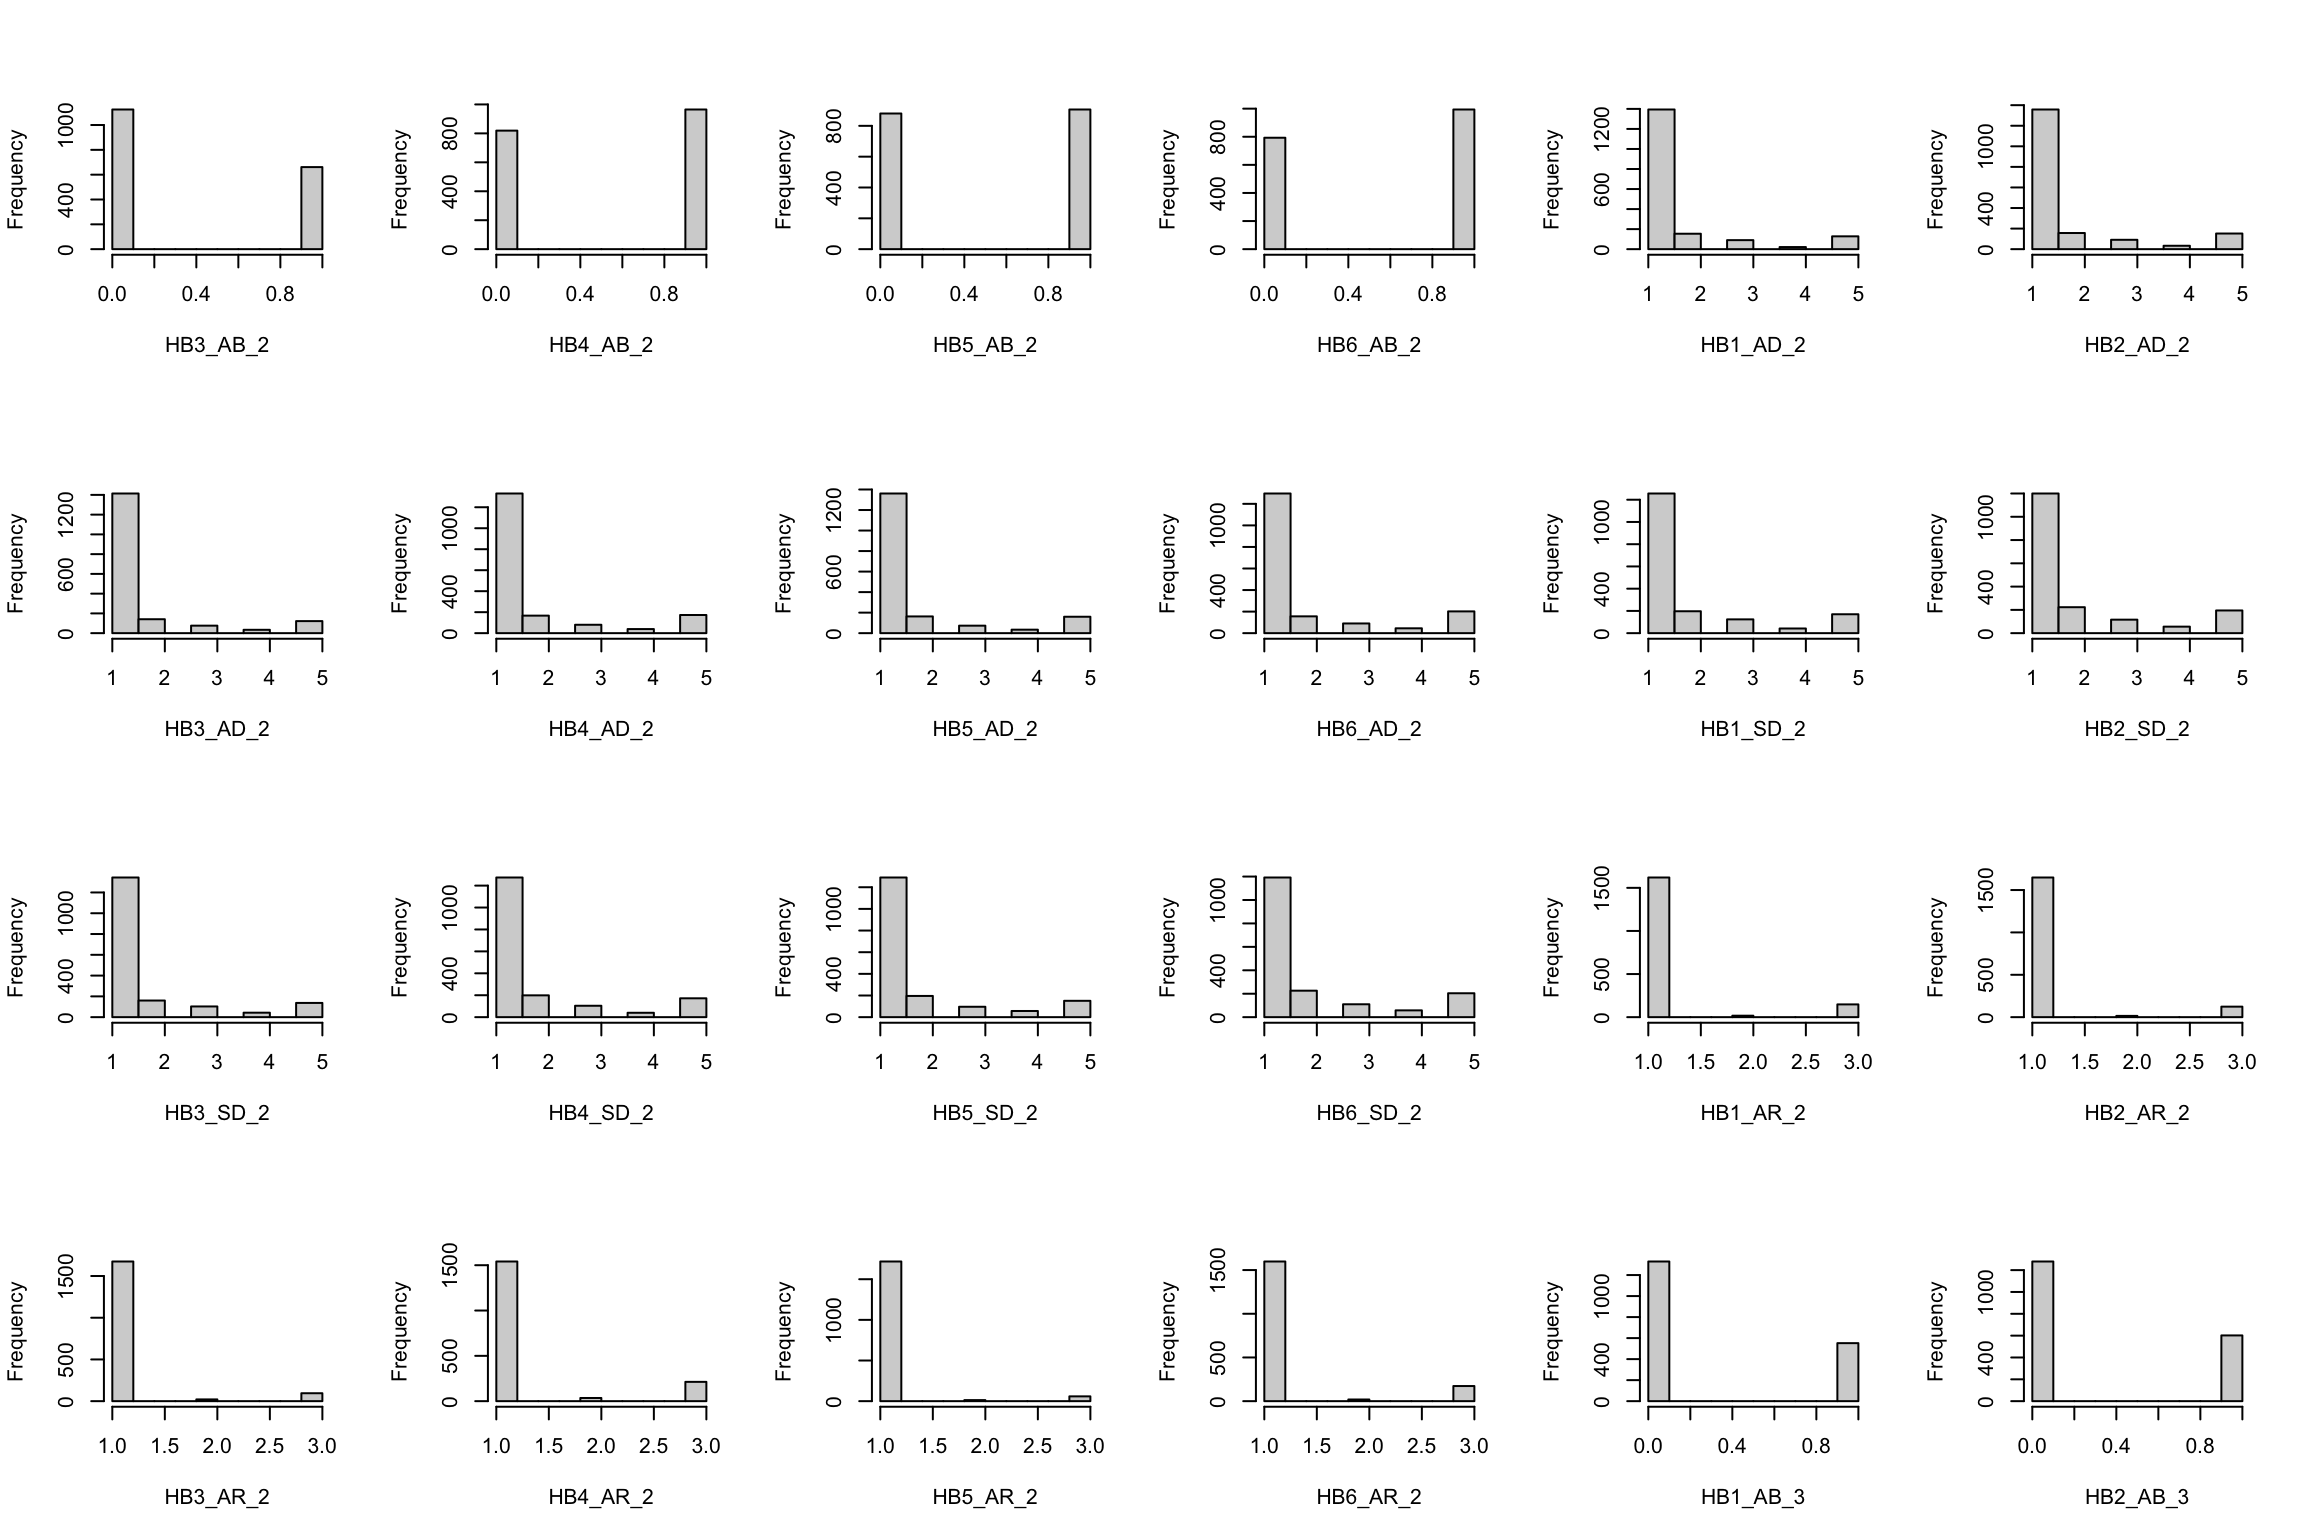 Frequency 0 400 1000 0.0 0.4 0.8 HB3_AB_2
Frequency 0 400 800 0.0 0.4 0.8 HB4_AB_2
Frequency 0 400 800 0.0 0.4 0.8 HB5_AB_2
Frequency 0 400 800 0.0 0.4 0.8 HB6_AB_2
Frequency 0 600 1200 1 2 3 4 5 HB1_AD_2
Frequency 0 400 1000 1 2 3 4 5 HB2_AD_2
Frequency 0 600 1200 1 2 3 4 5 HB3_AD_2
Frequency 0 400 1000 1 2 3 4 5 HB4_AD_2
Frequency 0 600 1200 1 2 3 4 5 HB5_AD_2
Frequency 0 400 1000 1 2 3 4 5 HB6_AD_2
Frequency 0 400 1000 1 2 3 4 5 HB1_SD_2
Frequency 0 400 1000 1 2 3 4 5 HB2_SD_2
Frequency 0 400 1000 1 2 3 4 5 HB3_SD_2
Frequency 0 400 1000 1 2 3 4 5 HB4_SD_2
Frequency 0 400 1000 1 2 3 4 5 HB5_SD_2
Frequency 0 400 1000 1 2 3 4 5 HB6_SD_2
Frequency 0 500 1500 1.0 1.5 2.0 2.5 3.0 HB1_AR_2
Frequency 0 500 1500 1.0 1.5 2.0 2.5 3.0 HB2_AR_2
Frequency 0 500 1500 1.0 1.5 2.0 2.5 3.0 HB3_AR_2
Frequency 0 500 1500 1.0 1.5 2.0 2.5 3.0 HB4_AR_2
Frequency 0 1000 1.0 1.5 2.0 2.5 3.0 HB5_AR_2
Frequency 0 500 1500 1.0 1.5 2.0 2.5 3.0 HB6_AR_2
Frequency 0 400 1000 0.0 0.4 0.8 HB1_AB_3
Frequency 0 400 1000 0.0 0.4 0.8 HB2_AB_3